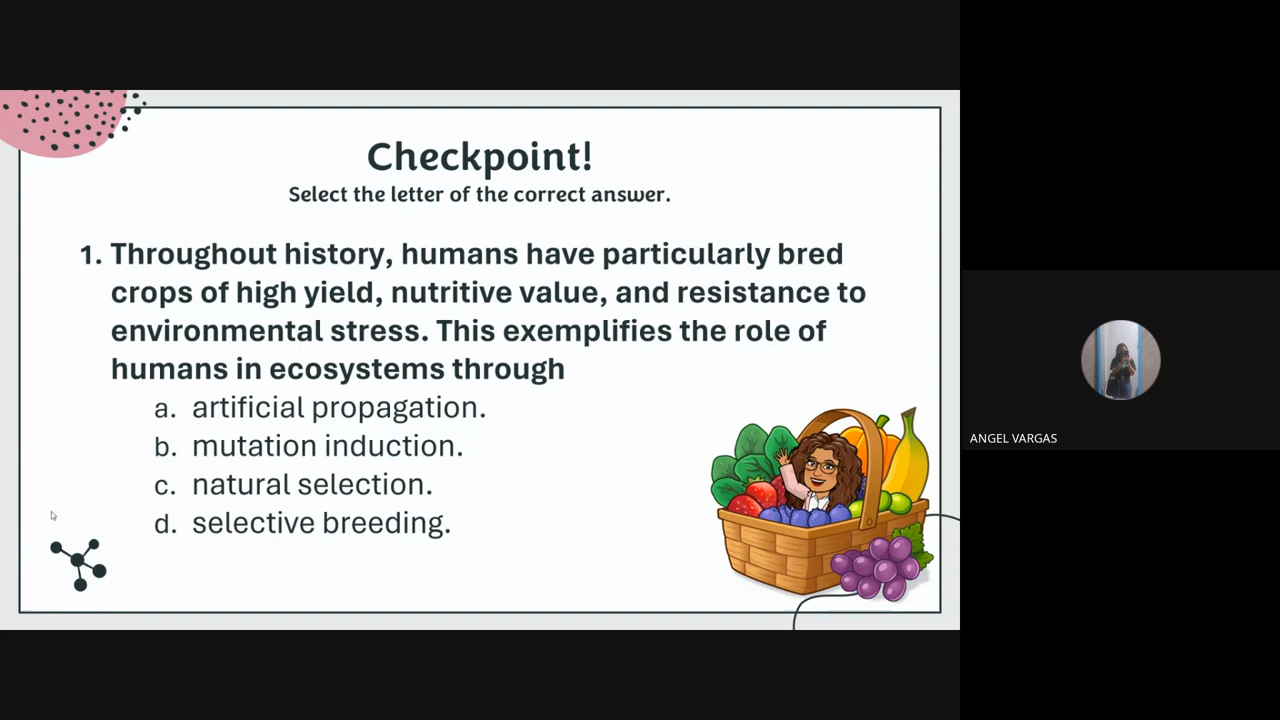 Checkpoint!
Select the letter of the correct answer.
1. Throughout history, humans have particularly bred
crops of high yield, nutritive value, and resistance to
environmental stress. This exemplifies the role of
humans in ecosystems through
a. artificial propagation.
b. mutation induction.
c. natural selection.
d. selective breeding.
ANGEL VARGAS